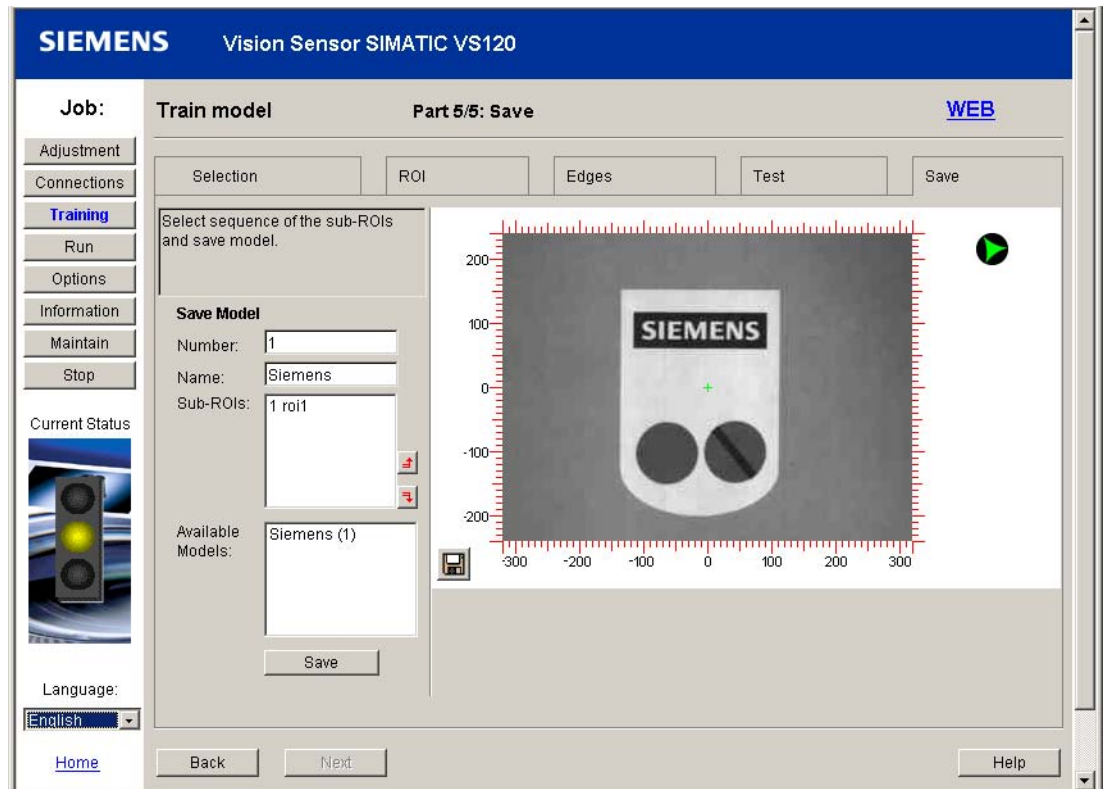 SIEMENS Vision Sensor SIMATIC VS120
Job:
Train model Part 5/5: Save WEB
Adjustment
Connections
Training
Run
Options
Information
Maintain
Stop
Current Status
Language:
English
Home
Selection ROI Edges Test Save
Select sequence of the sub-ROIs
and save model.
Save Model
Number: 1
Name: Siemens
Sub-ROIs: 1 roi1
Available
Models:
Siemens (1)
Save
200
100
0
-100
-200
SIEMENS
-300 -200 -100 0 100 200 300
Back Next Help